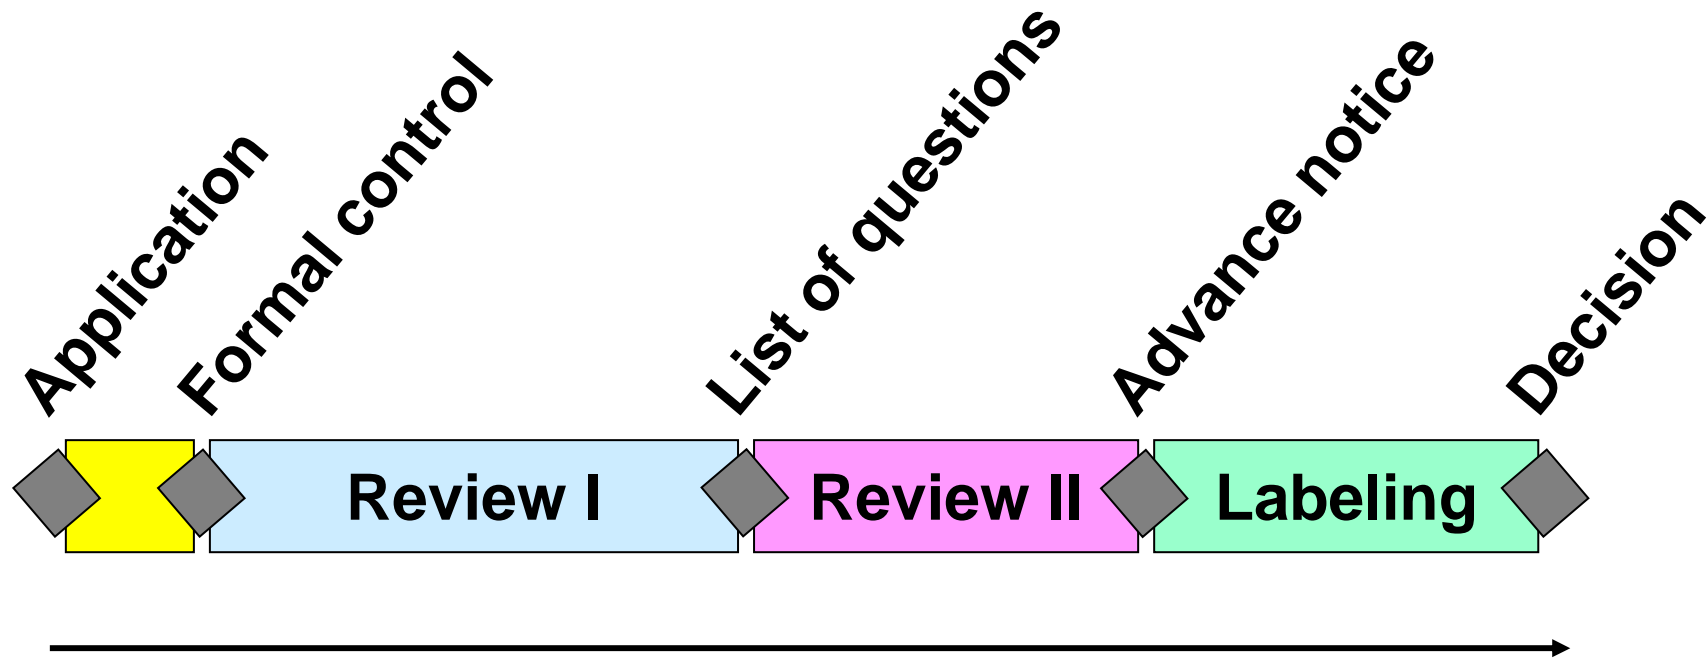 Application
Formal control
List of questions
Advance notice
Decision
Review I
Review II
Labeling